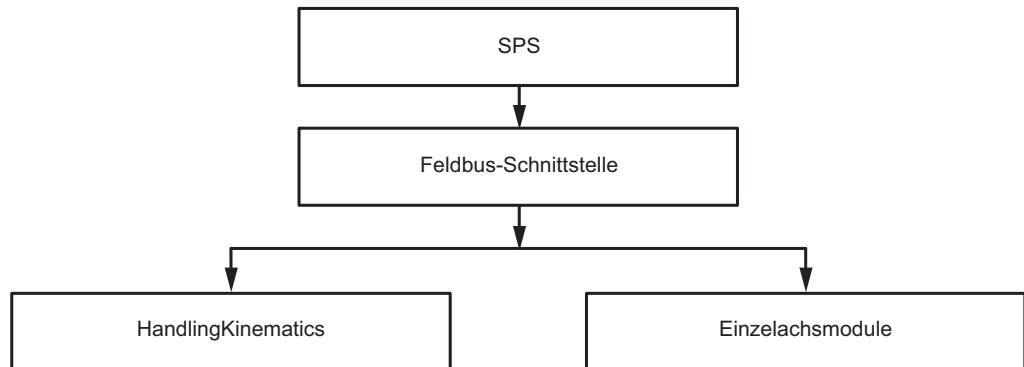 SPS
Feldbus-Schnittstelle
HandlingKinematics
Einzelachsmodule